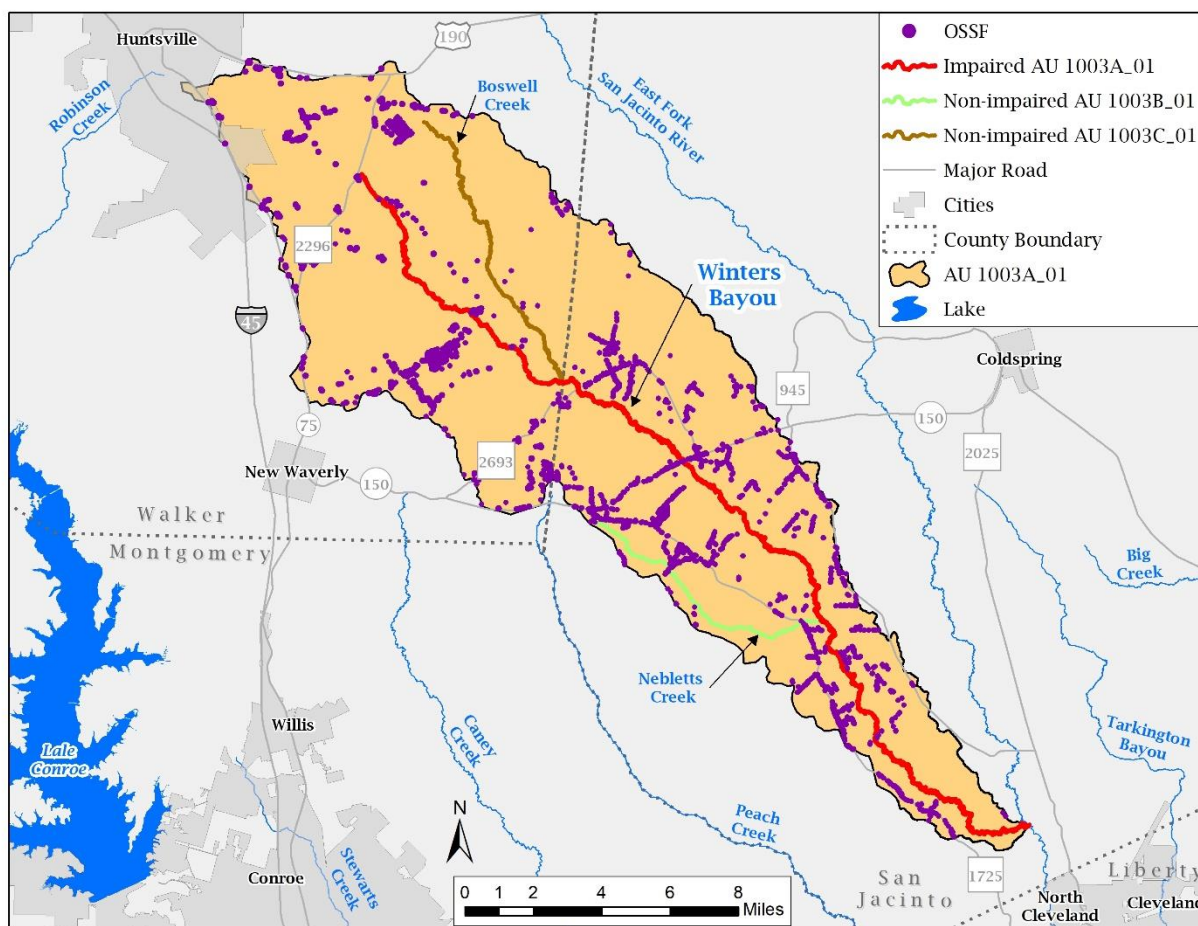 Huntsville
190
Boswell
Creek
East Fork
San Jacinto River
Robinson
Creek
OSSF
Impaired AU 1003A_01
Non-impaired AU 1003B_01
Non-impaired AU 1003C_01
Major Road
Cities
County Boundary
AU 1003A_01
Lake
2296
45
Winters
Bayou
Coldspring
945
150
2025
75
New Waverly
150
2693
Walker
Montgomery
Big
Creek
Nebletts
Creek
Willis
Lale
Conroe
Caney
Creek
Tarkington
Bayou
Peach
Creek
N
Conroe
Stewarts
Creek
0 1 2 4 6 8
Miles
San
Jacinto
1725
Liberty
North
Cleveland
Cleveland